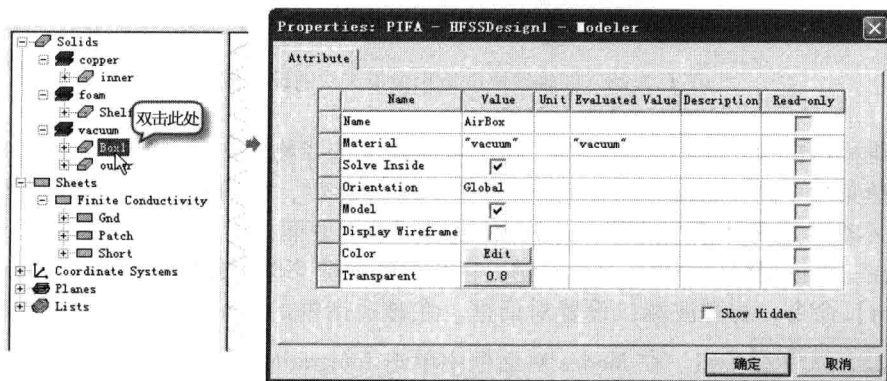 Solids
copper
inner
foam
Shelf
vacuum
Box1
outer
Sheets
Finite Conductivity
Gnd
Patch
Short
Coordinate Systems
Planes
Lists
双击此处
Properties: PIFA - HFSSDesign1 - Modeler
Attribute
Name Value Unit Evaluated Value Description Read-only
Name AirBox
Material "vacuum" "vacuum"
Solve Inside
Orientation Global
Model
Display Wireframe
Color Edit
Transparent 0.8
Show Hidden
确定 取消